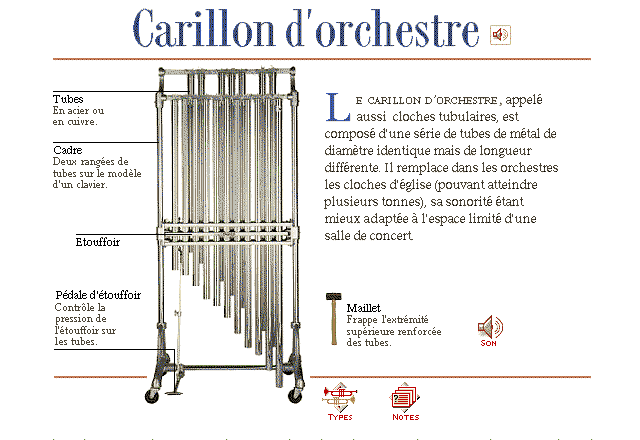 Carillon d'orchestre
Tubes
En acier ou
en cuivre.
Cadre
Deux rangées de
tubes sur le modèle
d'un clavier.
Etouffoir
Pédale d'étouffoir
Contrôle la
pression de
l'étouffoir sur
les tubes.
LE CARILLON D'ORCHESTRE, appelé
aussi cloches tubulaires, est
composé d'une série de tubes de métal de
diamètre identique mais de longueur
différente. Il remplace dans les orchestres
les cloches d'église (pouvant atteindre
plusieurs tonnes), sa sonorité étant
mieux adaptée à l'espace limité d'une
salle de concert.
Maillet
Frappe l'extrémité
supérieure renforcée
des tubes.
SON
TYPES
NOTES